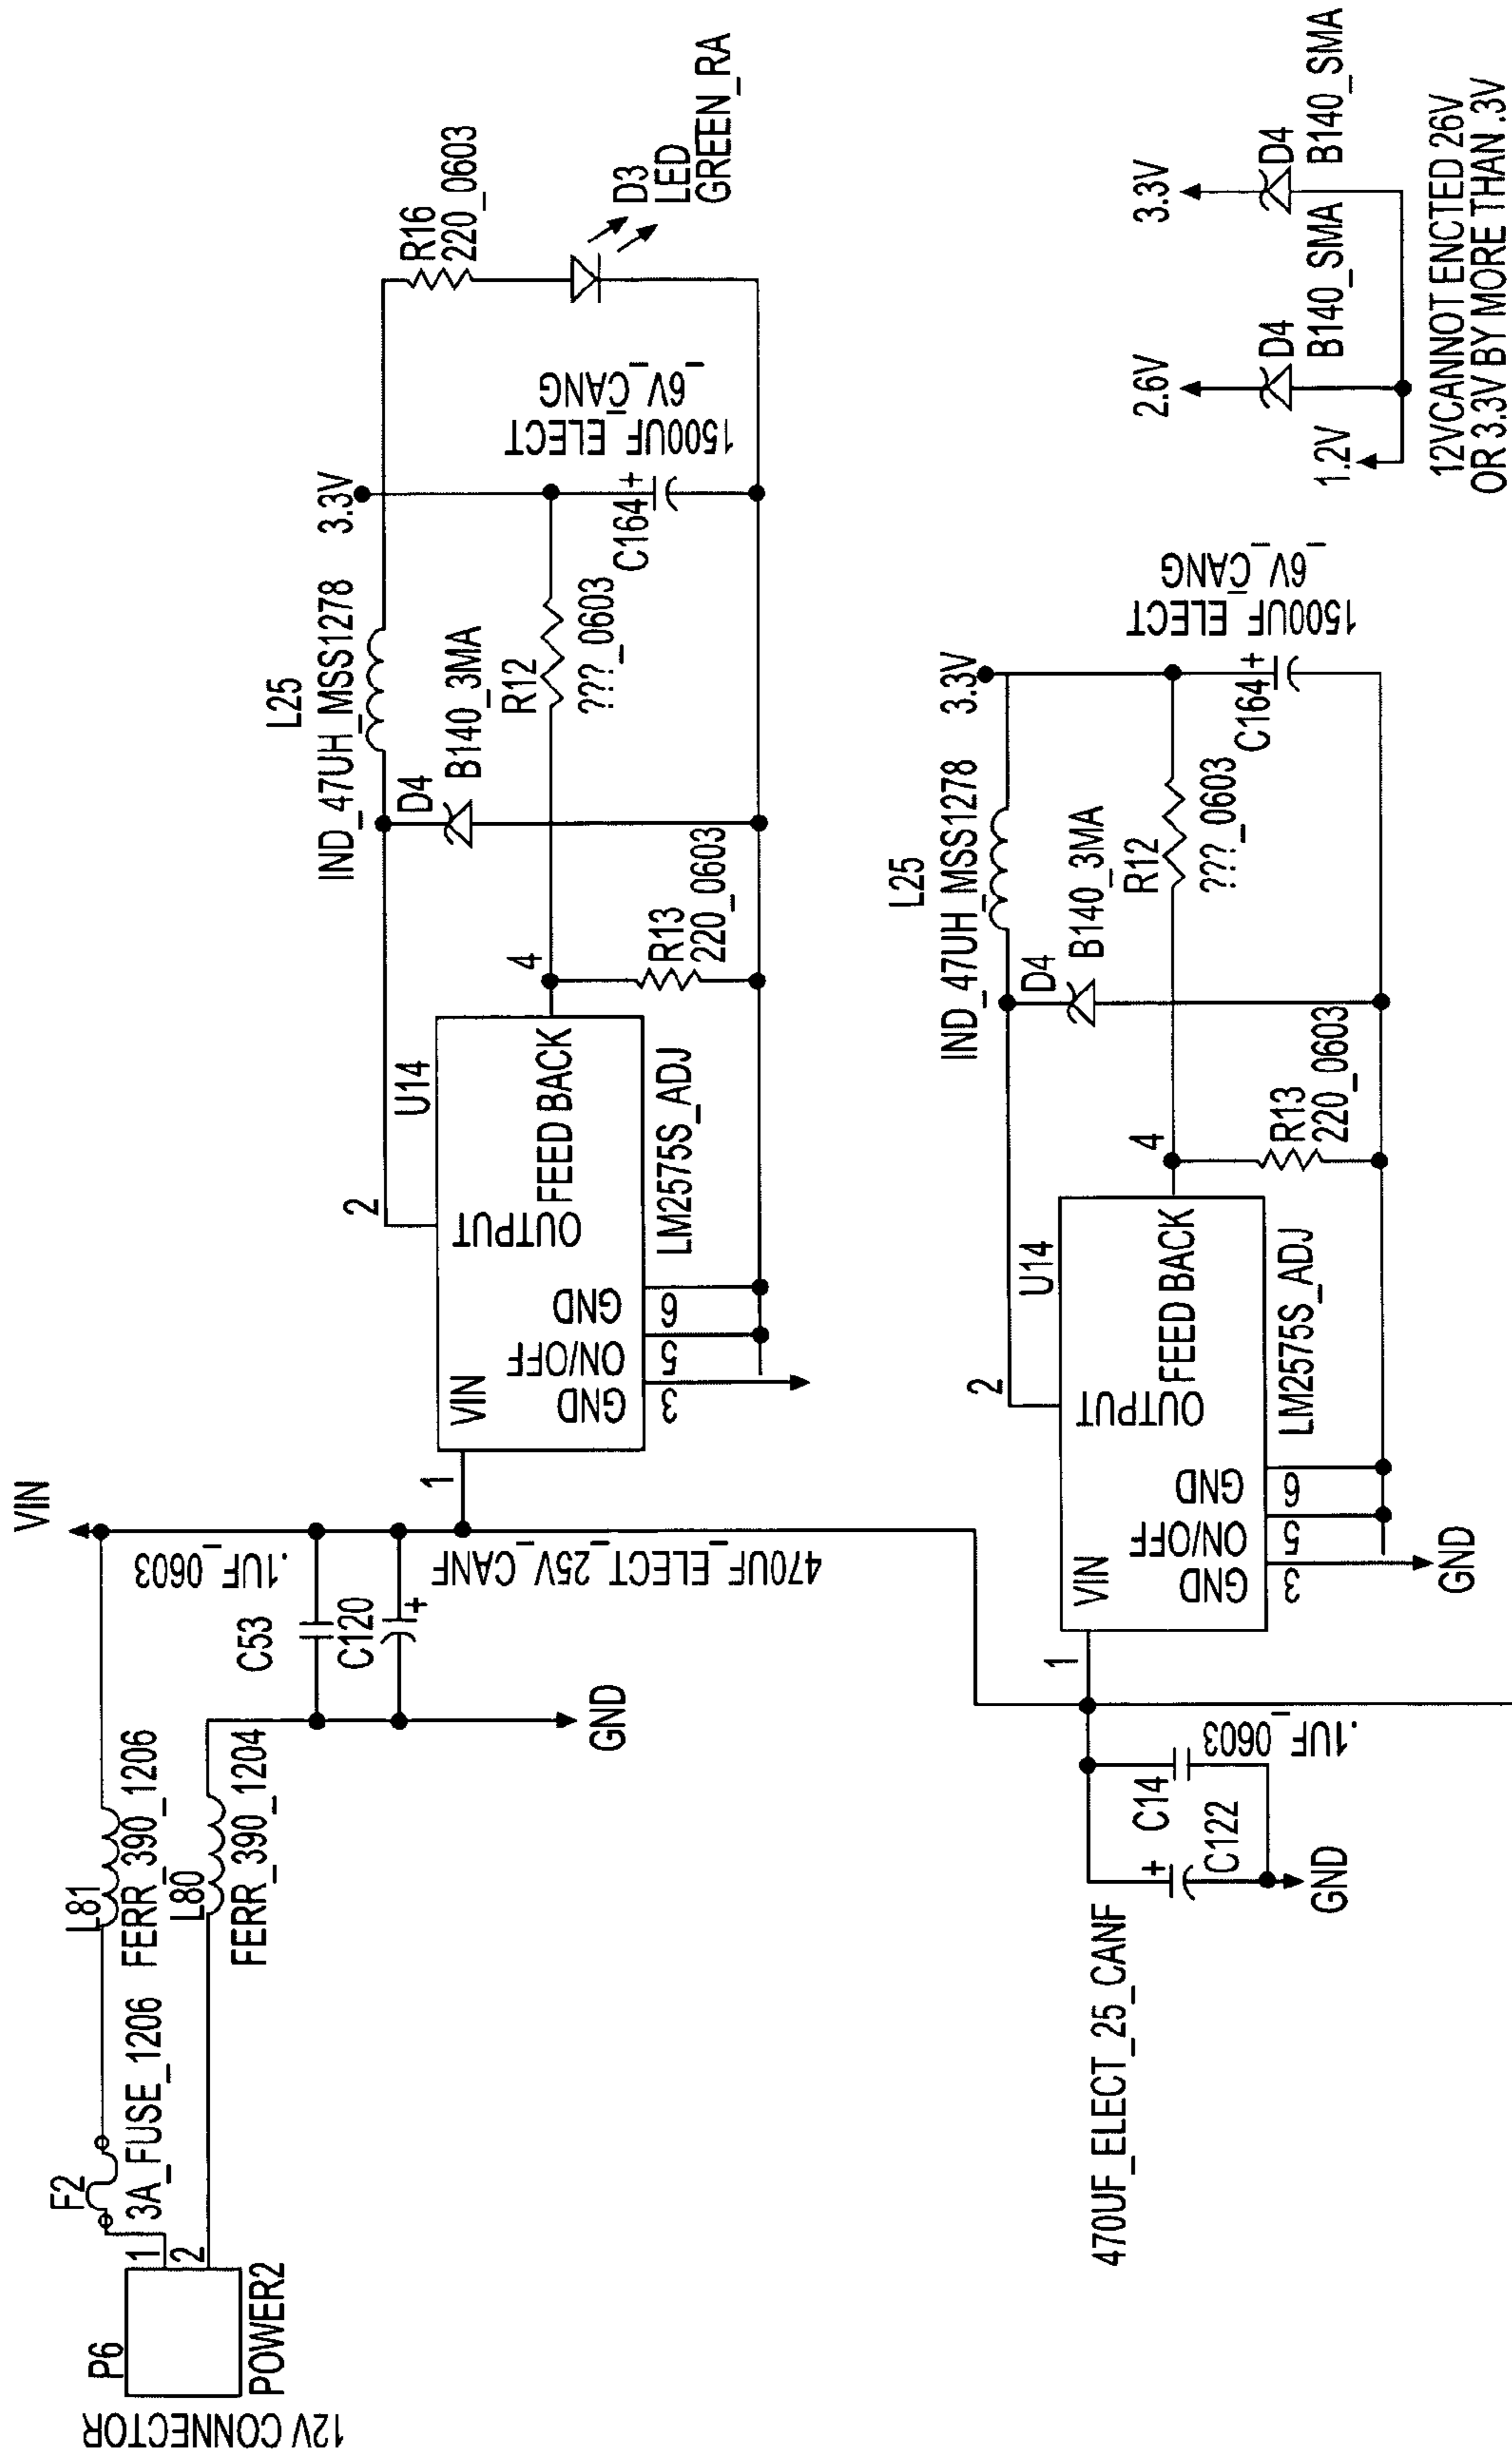 12V CONNECTOR
P6
POWER2
1
2
F2
3A_FUSE_1206
L81
FERR_390_1206
L80
FERR_390_1204
VIN
C53
.1UF_0603
C120
+
470UF_ELECT_25V_CANF
GND
1
U14
VIN
OUTPUT
FEED BACK
GND
ON/OFF
GND
3
5
6
2
4
LM2575S_ADJ
R13
220_0603
D4
B140_3MA
L25
IND_47UH_MSS1278
R12
???_0603
3.3V
C164
+
1500UF_ELECT
_6V_CANG
R16
220_0603
D3
LED
GREEN_RA
470UF_ELECT_25_CANF
+
C122
C14
.1UF_0603
GND
1
U14
VIN
OUTPUT
FEED BACK
GND
ON/OFF
GND
3
5
6
2
4
LM2575S_ADJ
GND
R13
220_0603
D4
B140_3MA
L25
IND_47UH_MSS1278
R12
???_0603
3.3V
C164
+
1500UF_ELECT
_6V_CANG
1.2V
2.6V
D4
B140_SMA
3.3V
D4
B140_SMA
12VCANNOT ENCTED 26V
OR 3.3V BY MORE THAN .3V